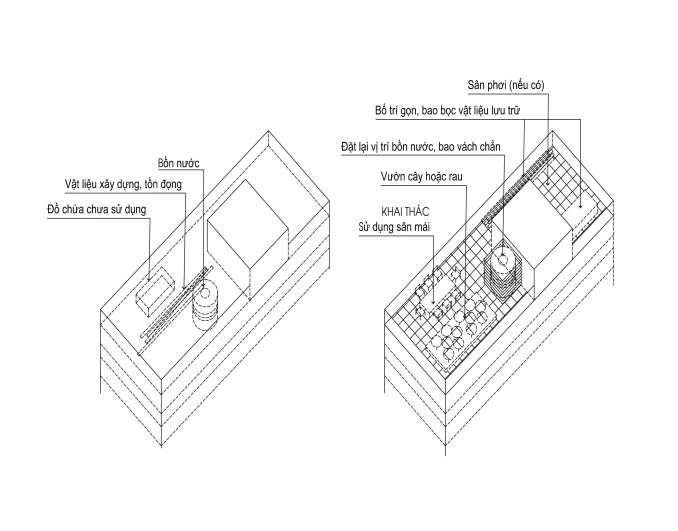 Bồn nước
Vật liệu xây dựng, tồn đọng
Đồ chứa chưa sử dụng
Sân phơi (nếu có)
Bố trí gọn, bao bọc vật liệu lưu trữ
Đặt lại vị trí bồn nước, bao vách chắn
Vườn cây hoặc rau
KHAI THÁC
Sử dụng sân mái